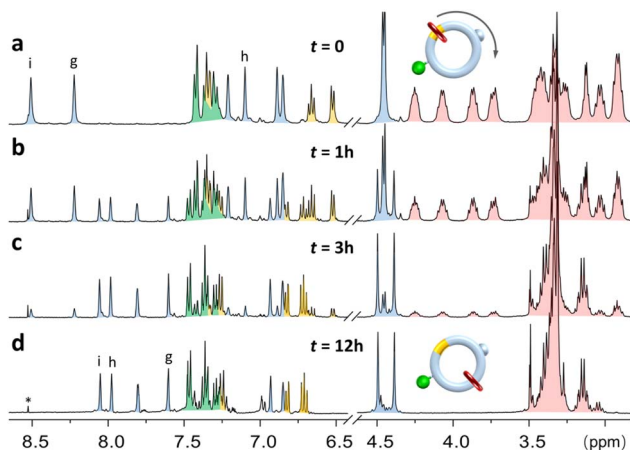 a
t = 0
i
g
h
b
t = 1h
c
t = 3h
d
t = 12h
i
h
g
*
8.5 8.0 7.5 7.0 6.5 4.5 4.0 3.5 (ppm)